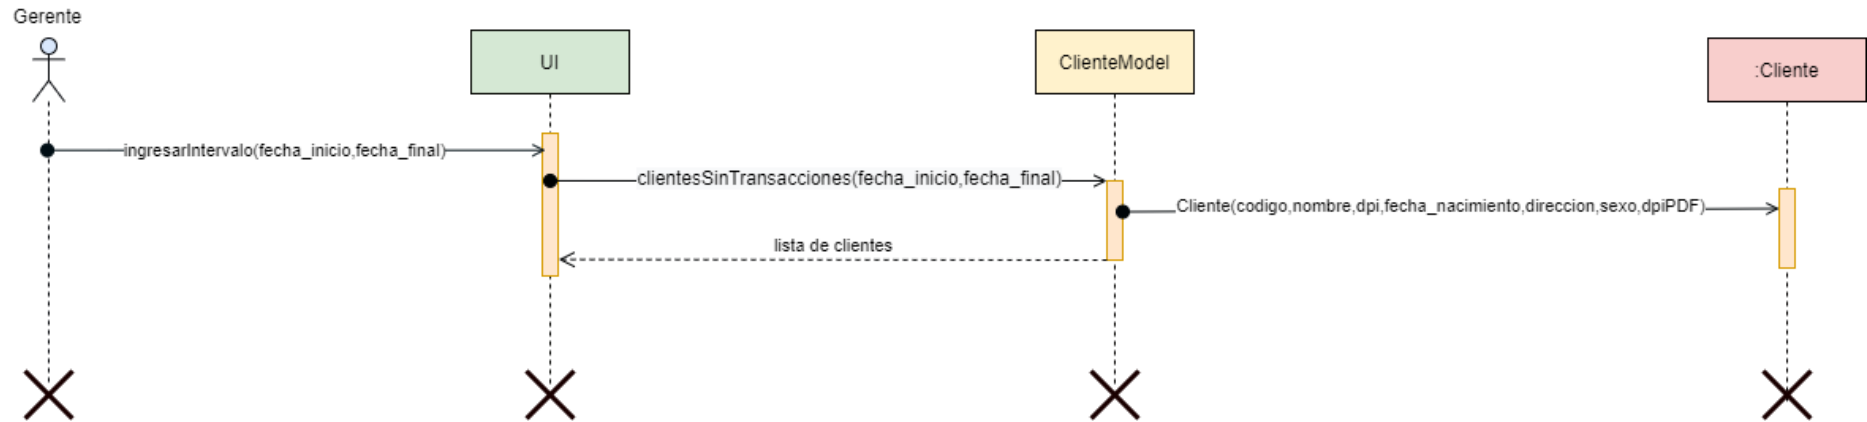 Gerente
UI
ClienteModel
:Cliente
ingresarIntervalo(fecha_inicio,fecha_final)
clientesSinTransacciones(fecha_inicio,fecha_final)
Cliente(codigo,nombre,dpi,fecha_nacimiento,direccion,sexo,dpiPDF)
lista de clientes